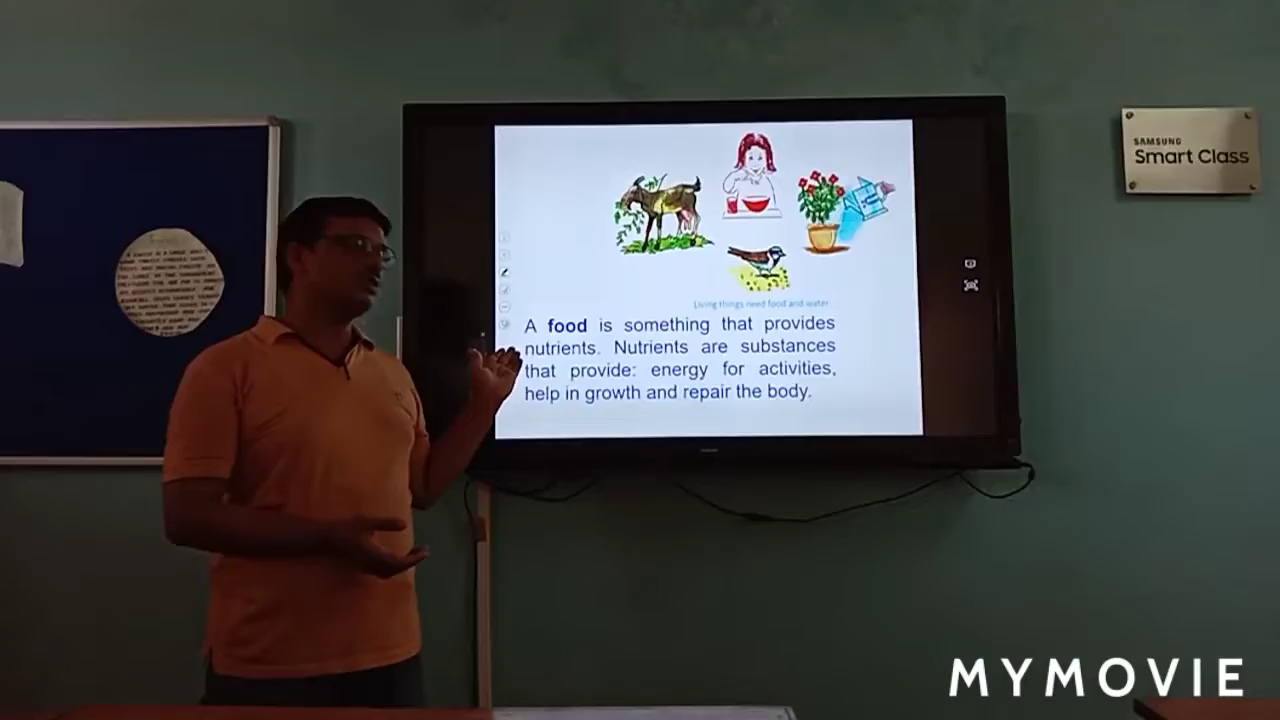 SAMSUNG
Smart Class
Living things need food and water
A food is something that provides
nutrients. Nutrients are substances
that provide: energy for activities,
help in growth and repair the body.
MYMOVIE